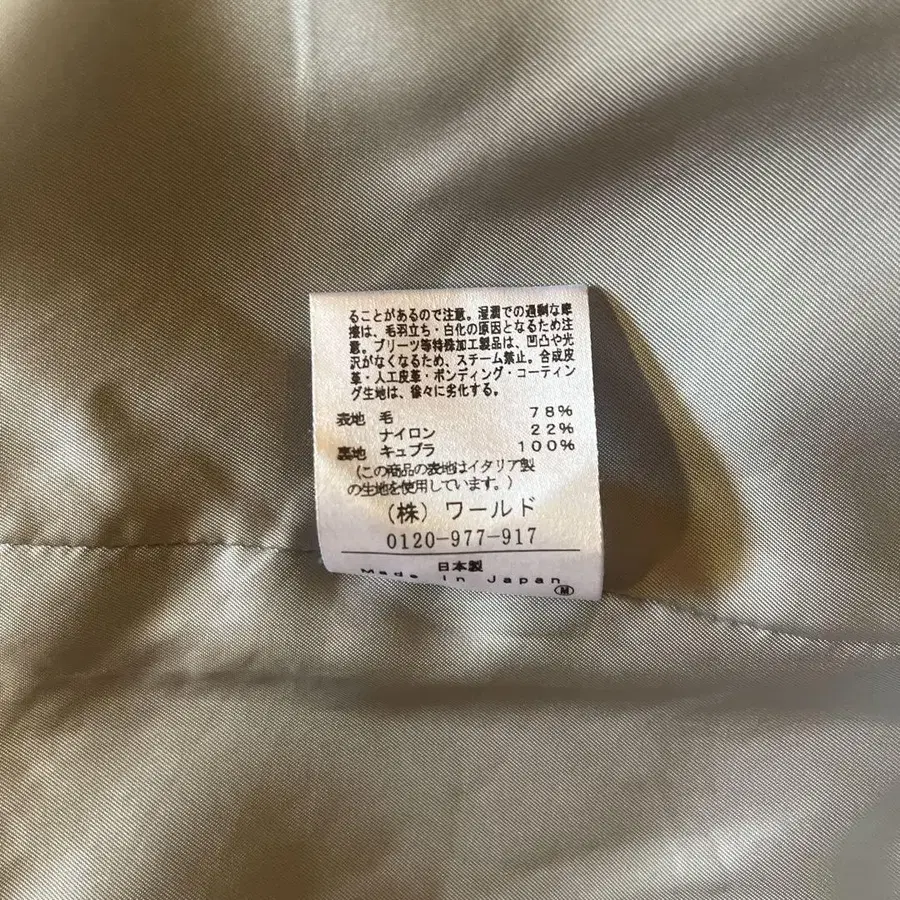 ることがあるので注意。湿潤での過剰な摩
擦は、毛羽立ち・白化の原因となるため注
意。プリーツ等特殊加工製品は、凹凸や光
沢がなくなるため、スチーム禁止。合成皮
革・人工皮革・ボンディング・コーティン
グ生地は、徐々に劣化する。
表地 毛 78%
ナイロン 22%
裏地 キュプラ 100%
(この商品の表地はイタリア製
の生地を使用しています。)
(株) ワールド
0120-977-917
日本製
Made in Japan
Ⓜ